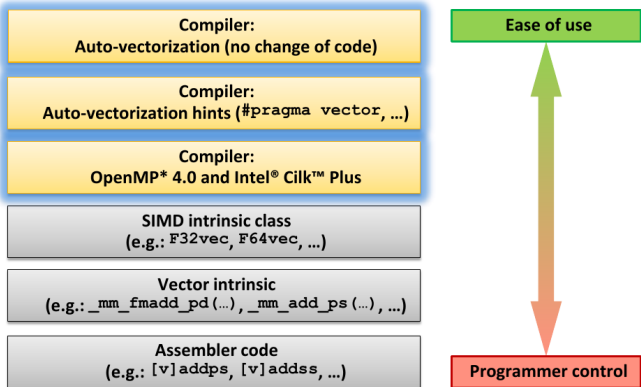 Compiler:
Auto-vectorization (no change of code)
Ease of use
Compiler:
Auto-vectorization hints (#pragma vector, …)
Compiler:
OpenMP* 4.0 and Intel® Cilk™ Plus
SIMD intrinsic class
(e.g.: F32vec, F64vec, …)
Vector intrinsic
(e.g.: _mm_fmadd_pd(…), _mm_add_ps(…), …)
Assembler code
(e.g.: [v]addps, [v]addss, …)
Programmer control